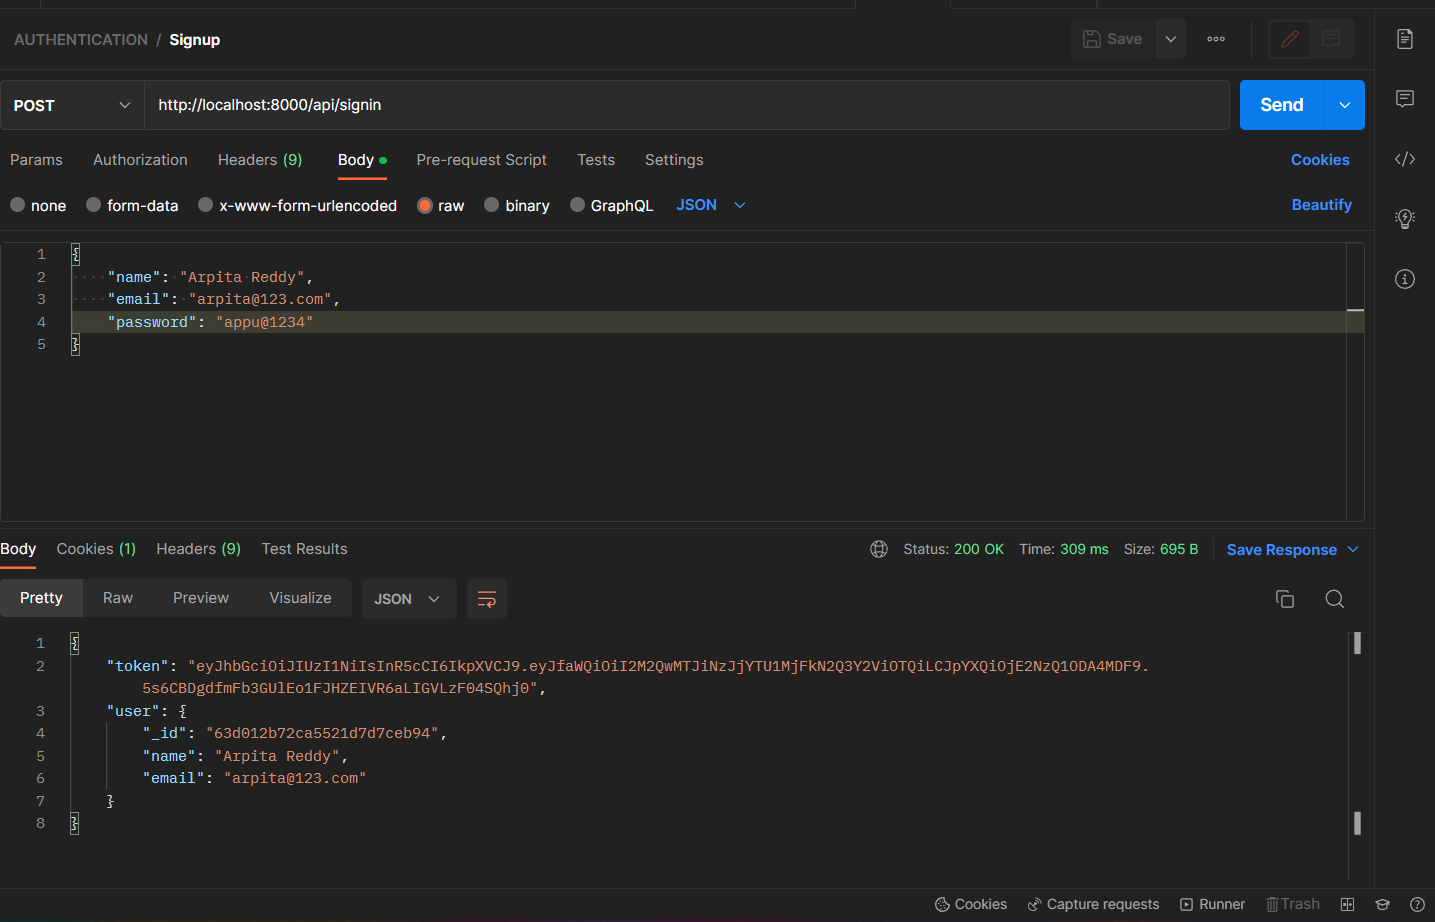 AUTHENTICATION / Signup
Save
POST
http://localhost:8000/api/signin
Send
Params Authorization Headers (9) Body Pre-request Script Tests Settings Cookies
none form-data x-www-form-urlencoded raw binary GraphQL JSON Beautify
1 {
2 "name": "Arpita Reddy",
3 "email": "arpita@123.com",
4 "password": "appu@1234"
5 }
Body Cookies (1) Headers (9) Test Results Status: 200 OK Time: 309 ms Size: 695 B Save Response
Pretty Raw Preview Visualize JSON
1 {
2 "token": "eyJhbGciOiJIUzI1NiIsInR5cCI6IkpXVCJ9.eyJfaWQiOiI2M2QwMTJiNzJjYTU1MjFkN2Q3Y2ViOTQiLCJpYXQiOjE2NzQ1ODA4MDF9.
5s6CBDgdfmFb3GUlEo1FJHZEIVR6aLIGVLzF04SQhj0",
3 "user": {
4 "_id": "63d012b72ca5521d7d7ceb94",
5 "name": "Arpita Reddy",
6 "email": "arpita@123.com"
7 }
8 }
Cookies Capture requests Runner Trash